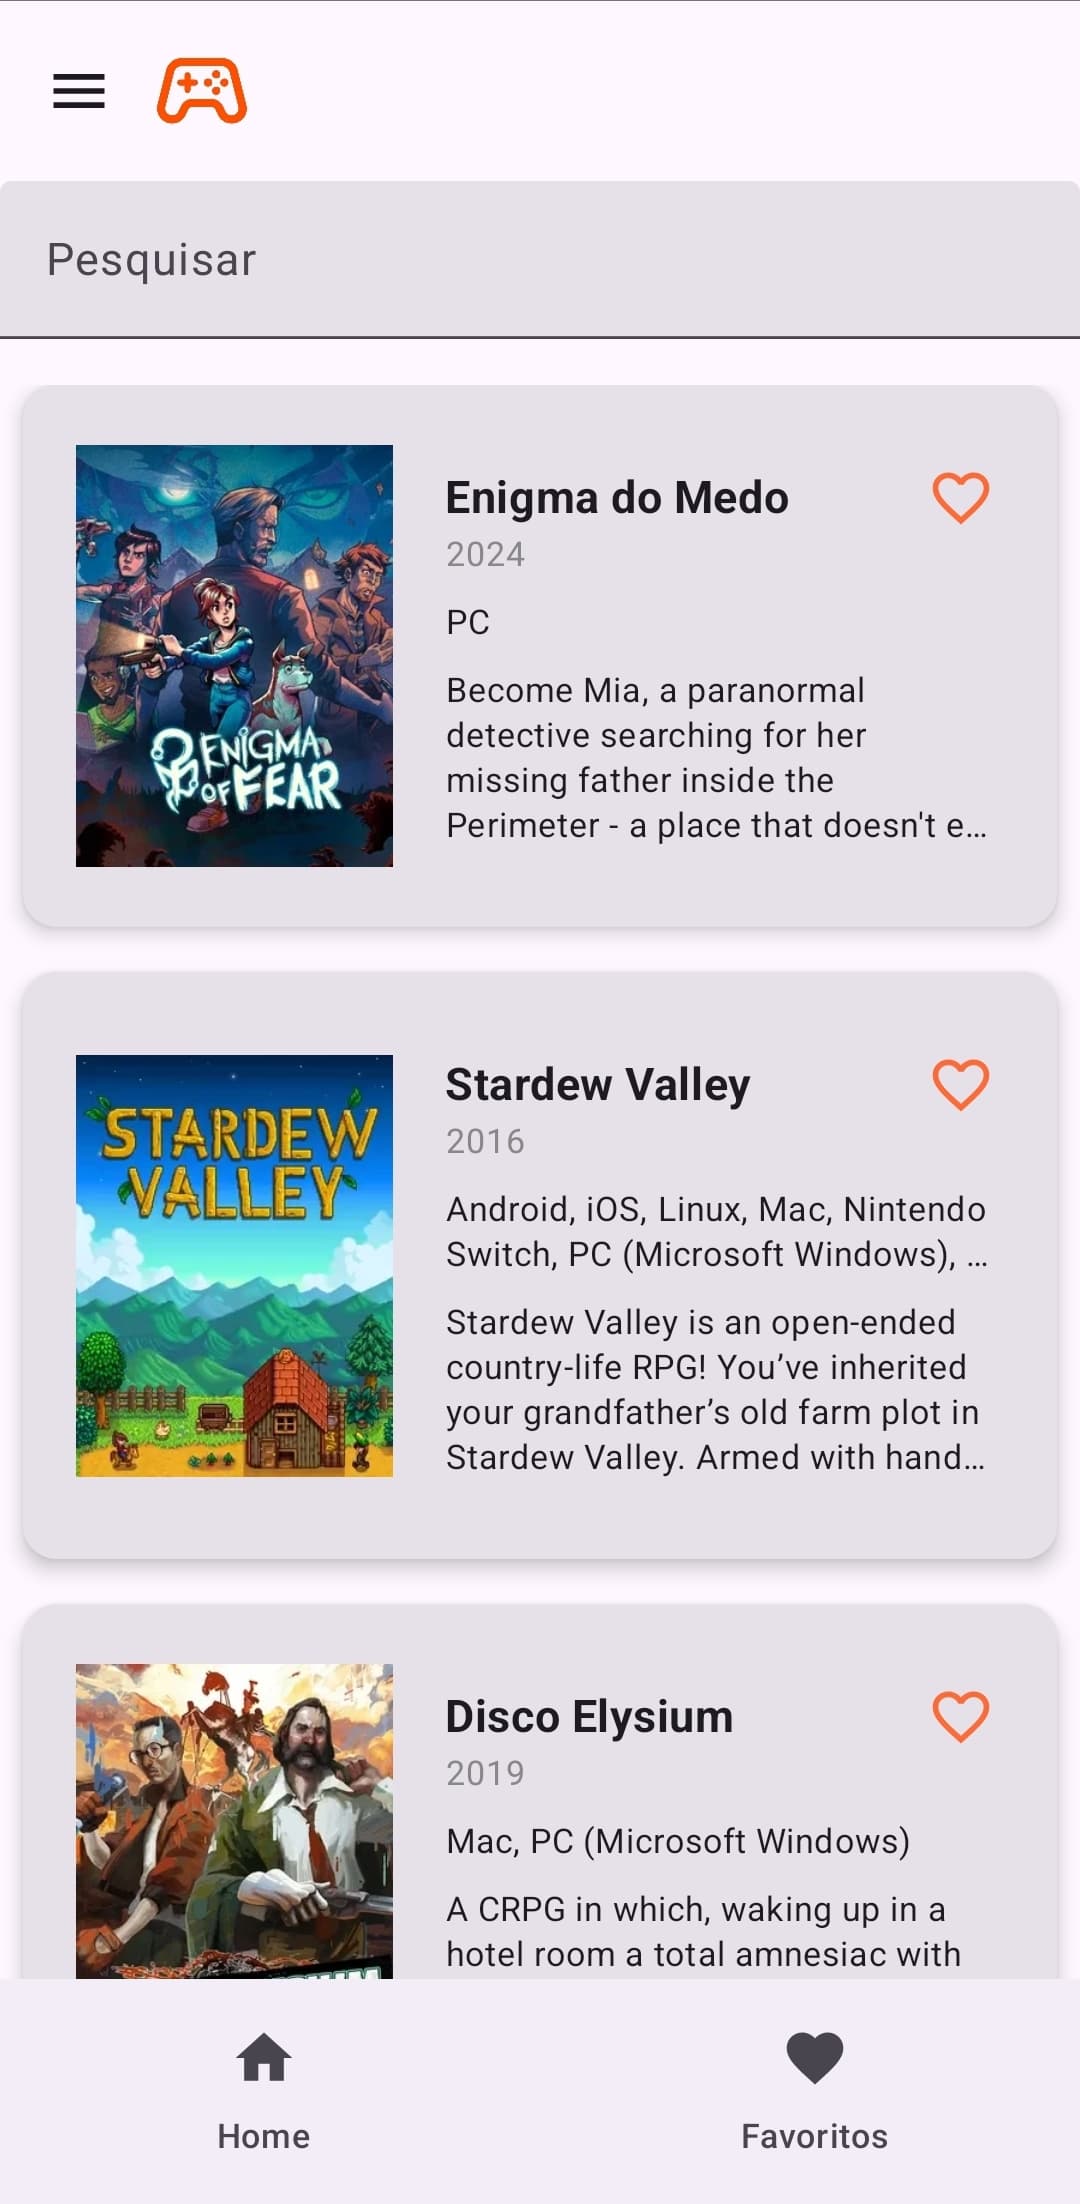 Pesquisar
Enigma do Medo
2024
PC
Become Mia, a paranormal
detective searching for her
missing father inside the
Perimeter - a place that doesn't e…
ENIGMA
OF FEAR
Stardew Valley
2016
Android, iOS, Linux, Mac, Nintendo
Switch, PC (Microsoft Windows), …
Stardew Valley is an open-ended
country-life RPG! You’ve inherited
your grandfather’s old farm plot in
Stardew Valley. Armed with hand…
STARDEW
VALLEY
Disco Elysium
2019
Mac, PC (Microsoft Windows)
A CRPG in which, waking up in a
hotel room a total amnesiac with
Home
Favoritos